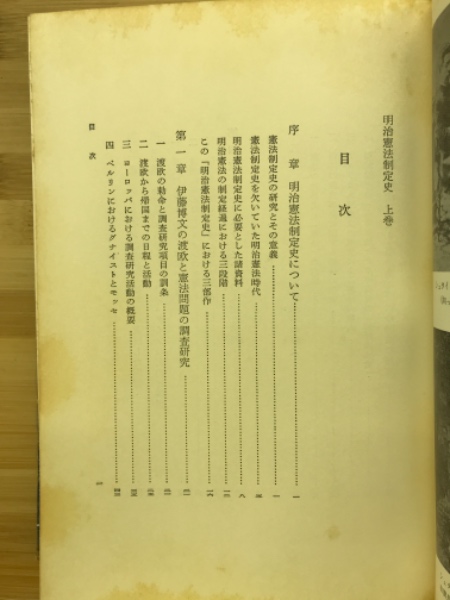 明治憲法制定史 上巻
目次
序章 明治憲法制定史について……一
憲法制定史の研究とその意義……一
憲法制定史を欠いていた明治憲法時代
明治憲法制定史に必要とした諸資料……八
明治憲法の制定経過における三段階
この『明治憲法制定史』における三部作
第一章 伊藤博文の渡欧と憲法問題の調査研究
一 渡欧の勅命と調査研究項目の訓条
二 渡欧から帰国までの日程と活動
三 ヨーロッパにおける調査研究活動の概要
四 ベルリンにおけるグナイストとモッセ
目次